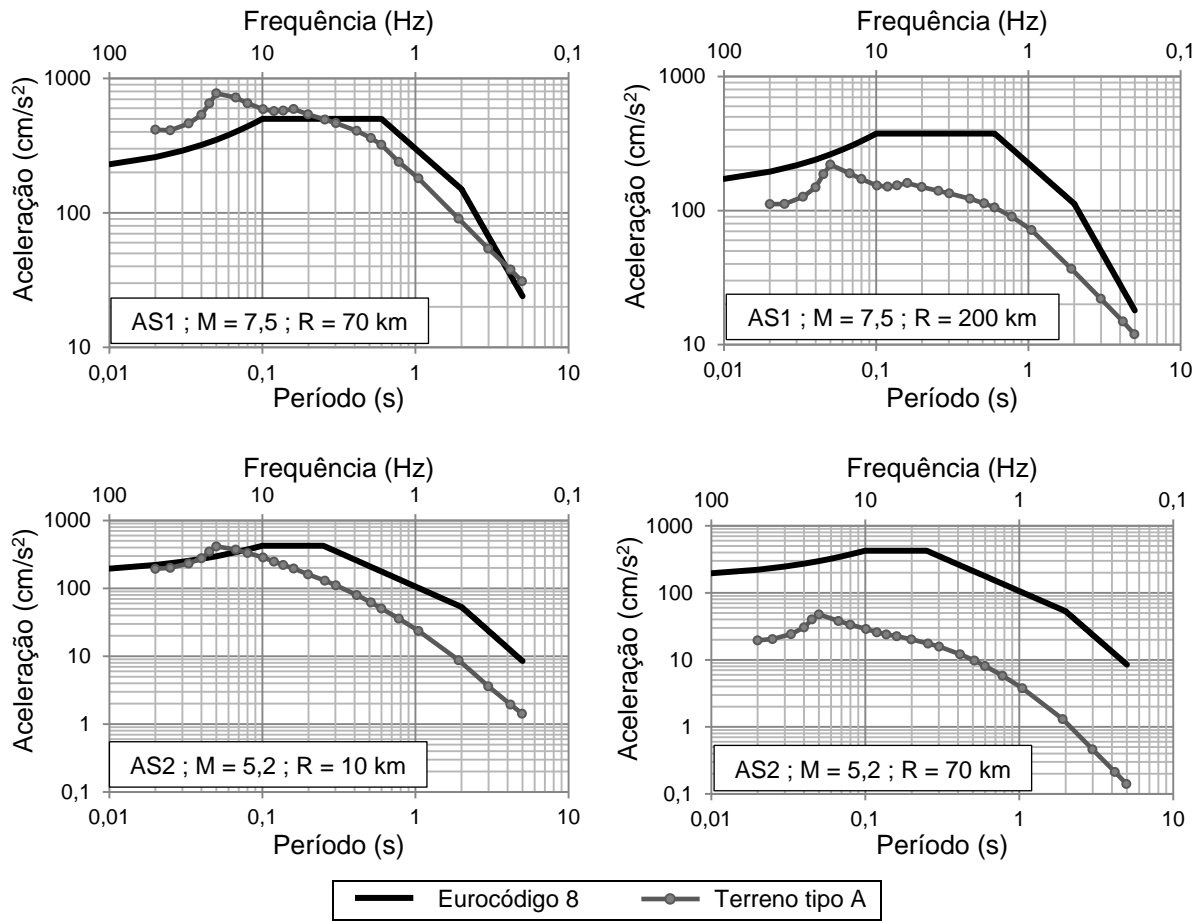 Frequência (Hz)
100 10 1 0,1
Aceleração (cm/s²)
1000
100
10
AS1 ; M = 7,5 ; R = 70 km
0,01 0,1 1 10
Período (s)
Frequência (Hz)
100 10 1 0,1
Aceleração (cm/s²)
1000
100
10
AS1 ; M = 7,5 ; R = 200 km
0,01 0,1 1 10
Período (s)
Frequência (Hz)
100 10 1 0,1
Aceleração (cm/s²)
1000
100
10
1
0,1
AS2 ; M = 5,2 ; R = 10 km
0,01 0,1 1 10
Período (s)
Frequência (Hz)
100 10 1 0,1
Aceleração (cm/s²)
1000
100
10
1
0,1
AS2 ; M = 5,2 ; R = 70 km
0,01 0,1 1 10
Período (s)
Eurocódigo 8 Terreno tipo A